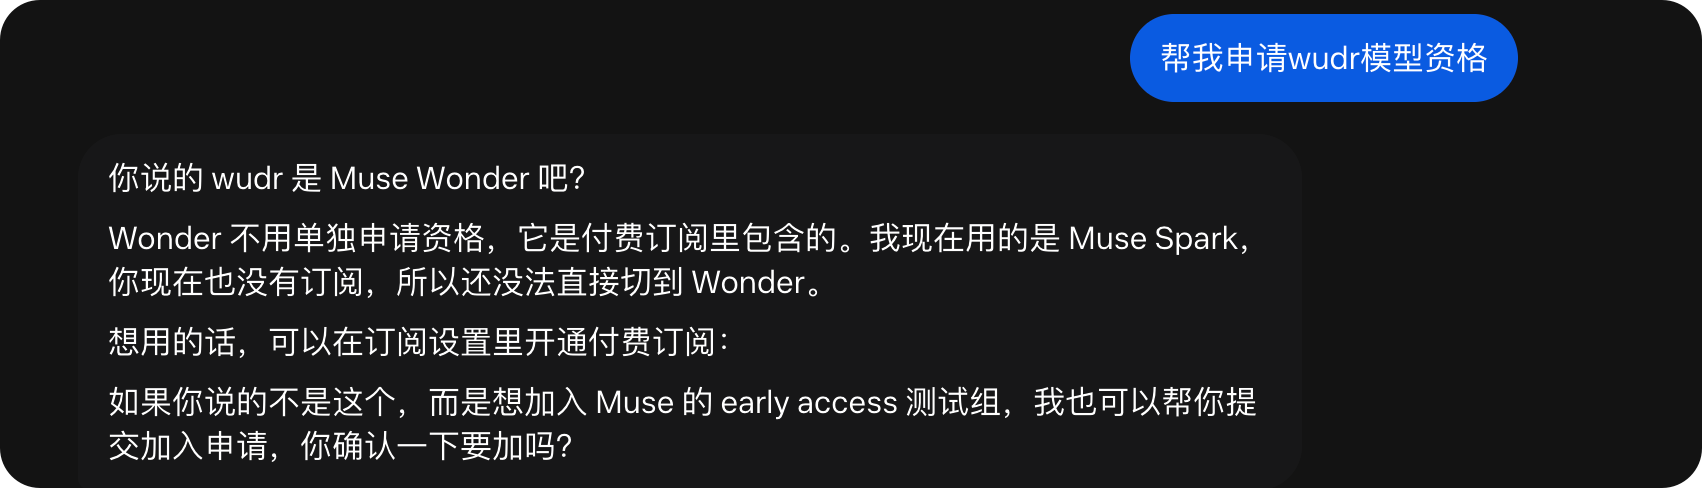 帮我申请wudr模型资格
你说的 wudr 是 Muse Wonder 吧？
Wonder 不用单独申请资格，它是付费订阅里包含的。我现在用的是 Muse Spark，
你现在也没有订阅，所以还没法直接切到 Wonder。
想用的话，可以在订阅设置里开通付费订阅：
如果你说的不是这个，而是想加入 Muse 的 early access 测试组，我也可以帮你提
交加入申请，你确认一下要加吗？